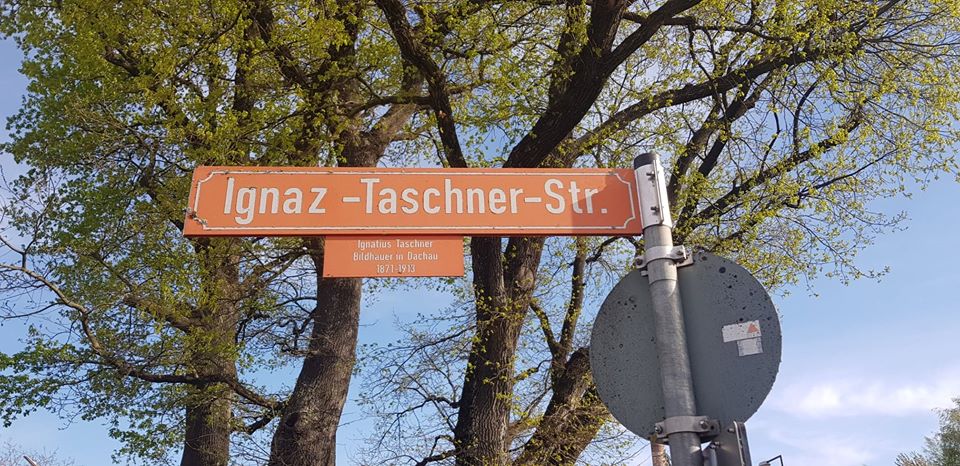 Ignaz -Taschner-Str.
Ignatius Taschner
Bildhauer in Dachau
1871-1913